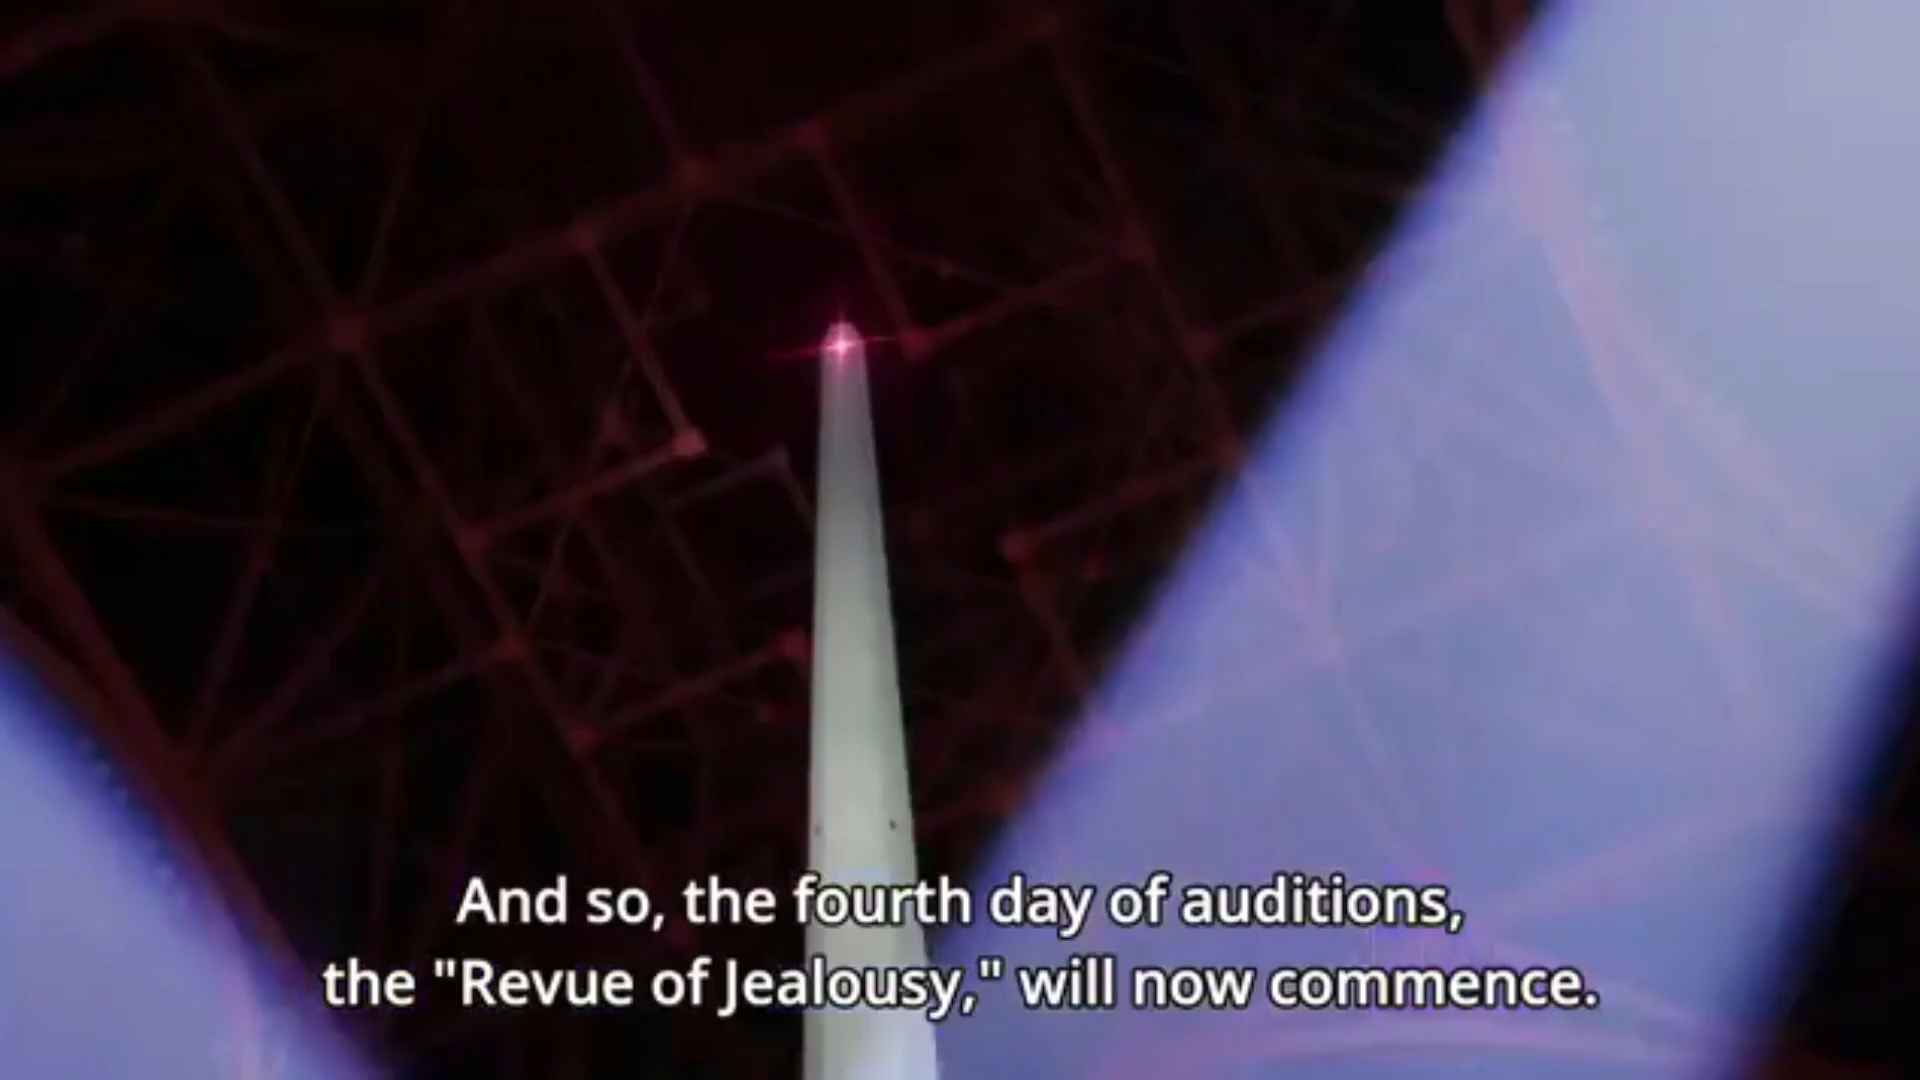 And so, the fourth day of auditions,
the "Revue of Jealousy," will now commence.